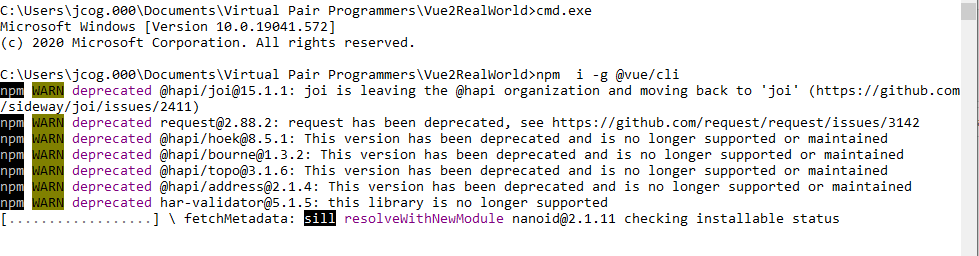 C:\Users\jcog.000\Documents\Virtual Pair Programmers\Vue2RealWorld>cmd.exe
Microsoft Windows [Version 10.0.19041.572]
(c) 2020 Microsoft Corporation. All rights reserved.
C:\Users\jcog.000\Documents\Virtual Pair Programmers\Vue2RealWorld>npm  i -g @vue/cli
npm WARN deprecated @hapi/joi@15.1.1: joi is leaving the @hapi organization and moving back to 'joi' (https://github.com
/sideway/joi/issues/2411)
npm WARN deprecated request@2.88.2: request has been deprecated, see https://github.com/request/request/issues/3142
npm WARN deprecated @hapi/hoek@8.5.1: This version has been deprecated and is no longer supported or maintained
npm WARN deprecated @hapi/bourne@1.3.2: This version has been deprecated and is no longer supported or maintained
npm WARN deprecated @hapi/topo@3.1.6: This version has been deprecated and is no longer supported or maintained
npm WARN deprecated @hapi/address@2.1.4: This version has been deprecated and is no longer supported or maintained
npm WARN deprecated har-validator@5.1.5: this library is no longer supported
[..................] \ fetchMetadata: sill resolveWithNewModule nanoid@2.1.11 checking installable status